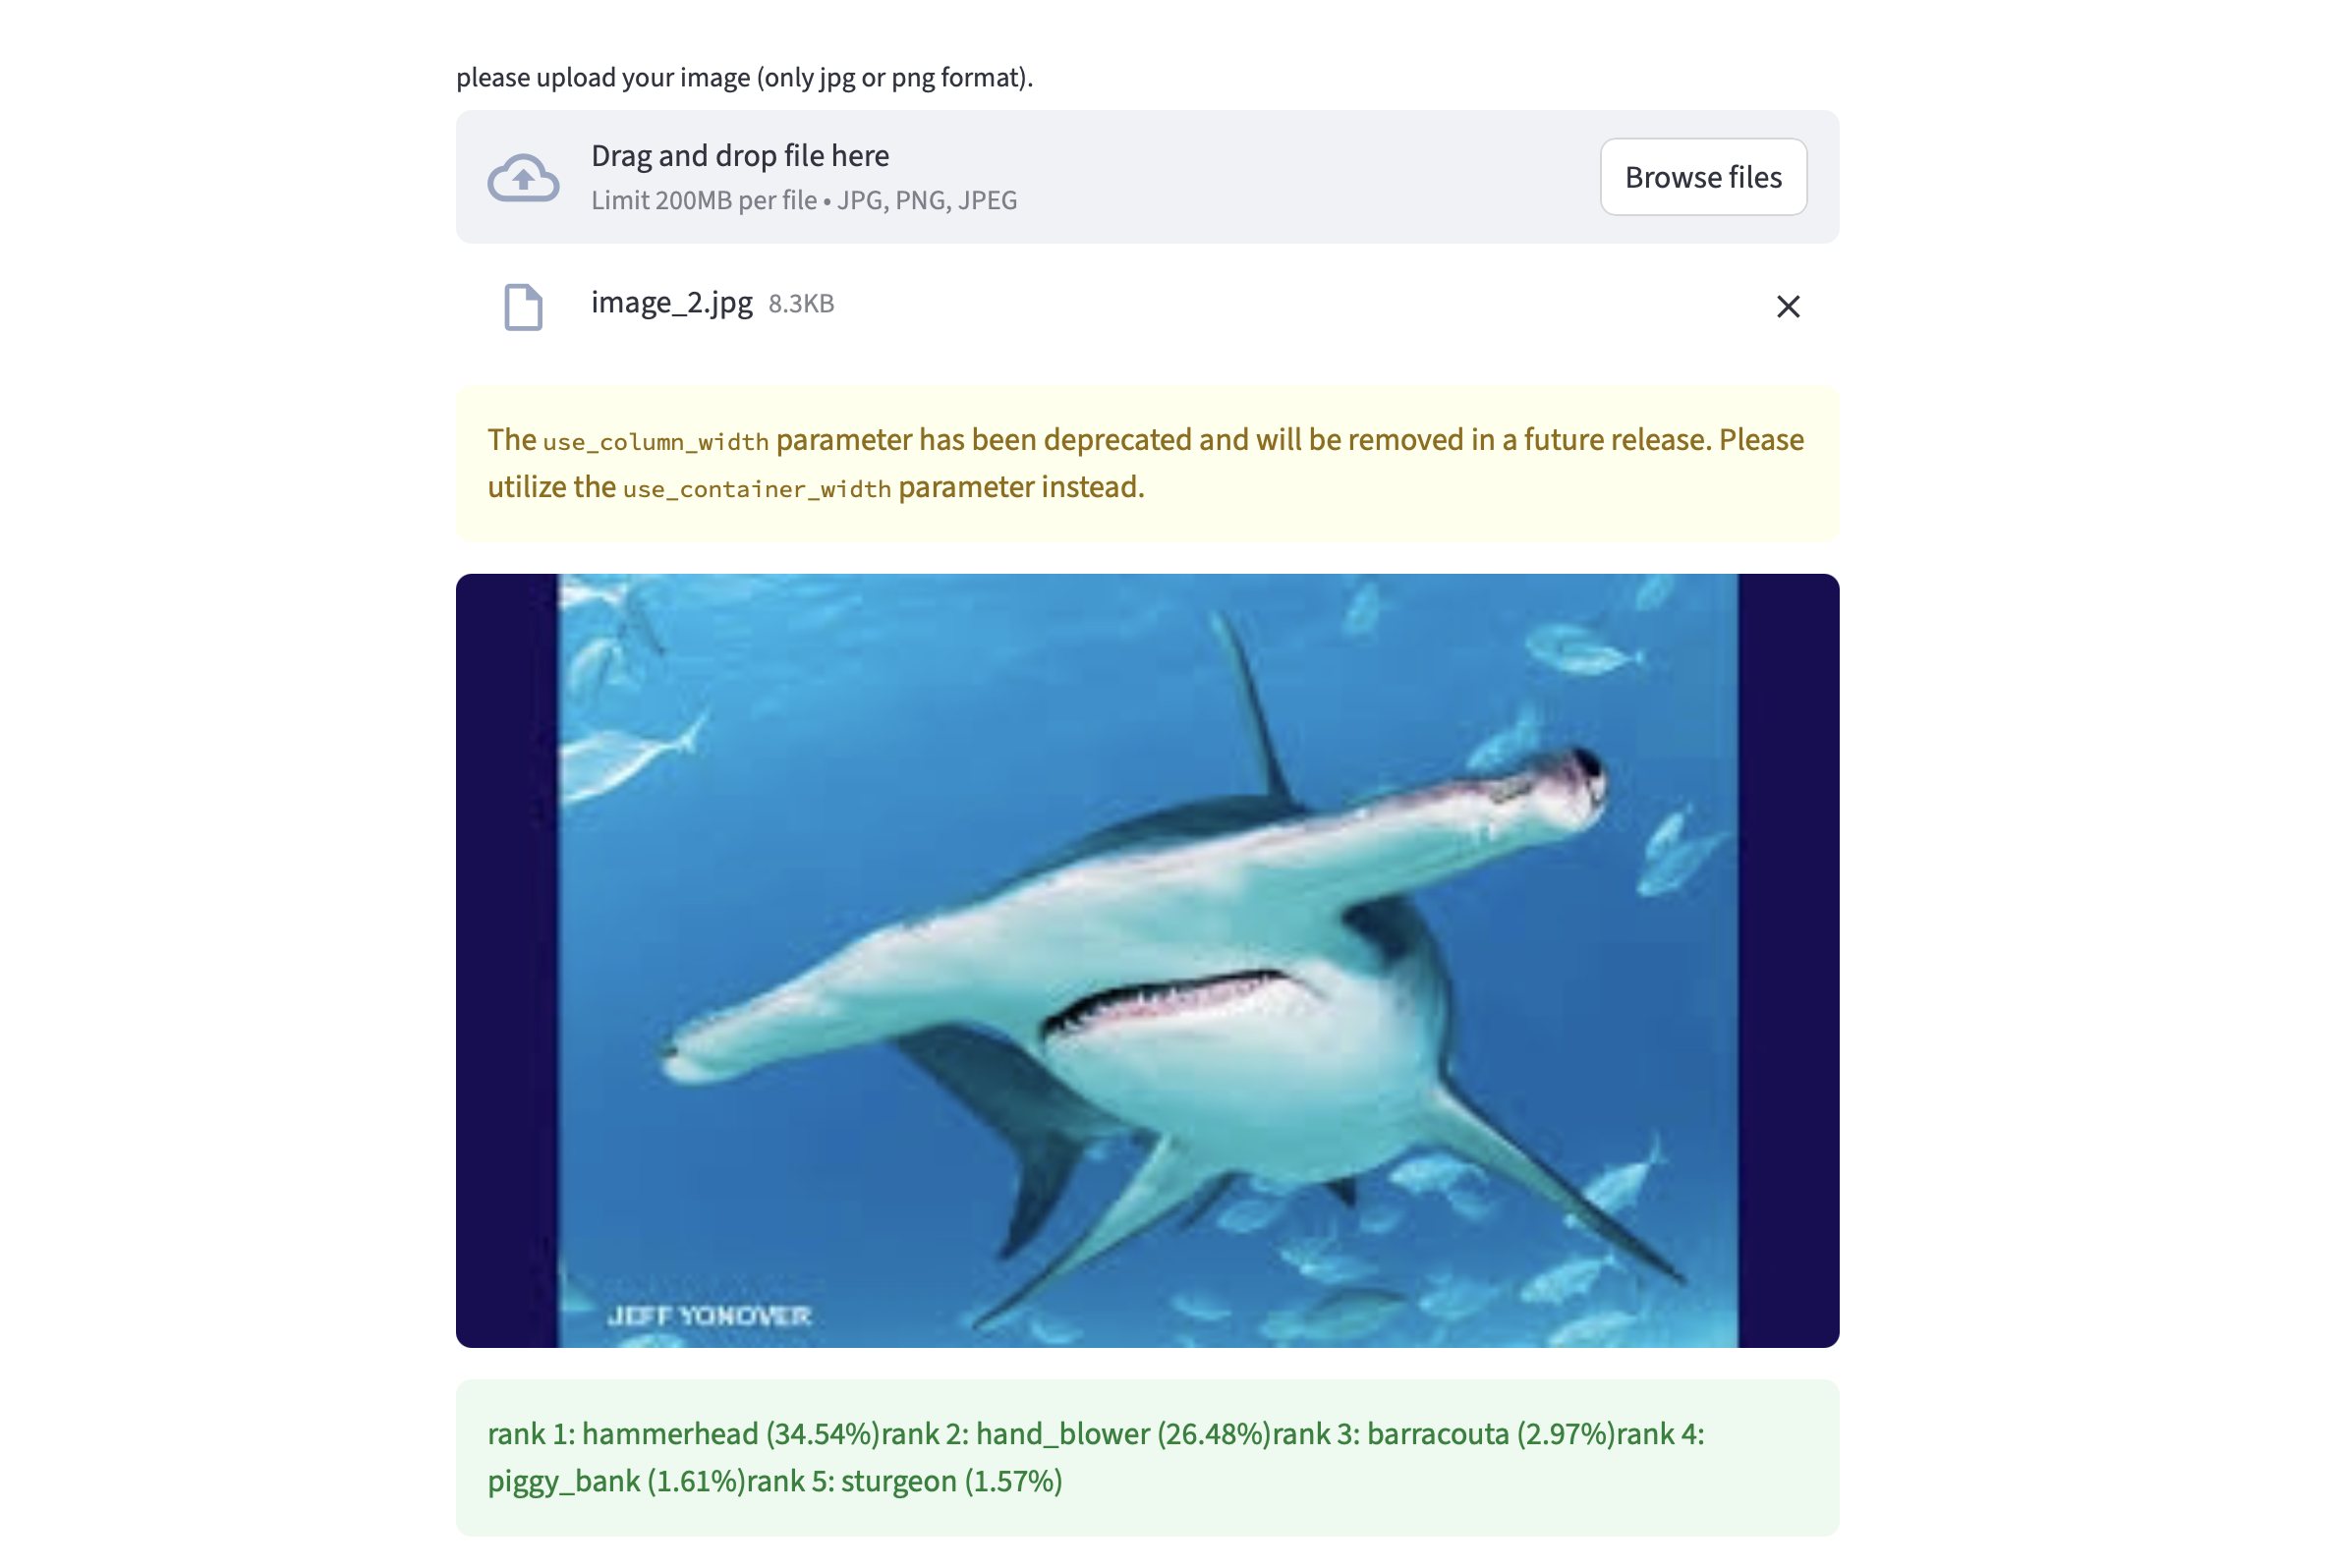 please upload your image (only jpg or png format).
Drag and drop file here
Limit 200MB per file • JPG, PNG, JPEG
Browse files
image_2.jpg 8.3KB
The use_column_width parameter has been deprecated and will be removed in a future release. Please
utilize the use_container_width parameter instead.
JEFF YONOVER
rank 1: hammerhead (34.54%)rank 2: hand_blower (26.48%)rank 3: barracouta (2.97%)rank 4:
piggy_bank (1.61%)rank 5: sturgeon (1.57%)